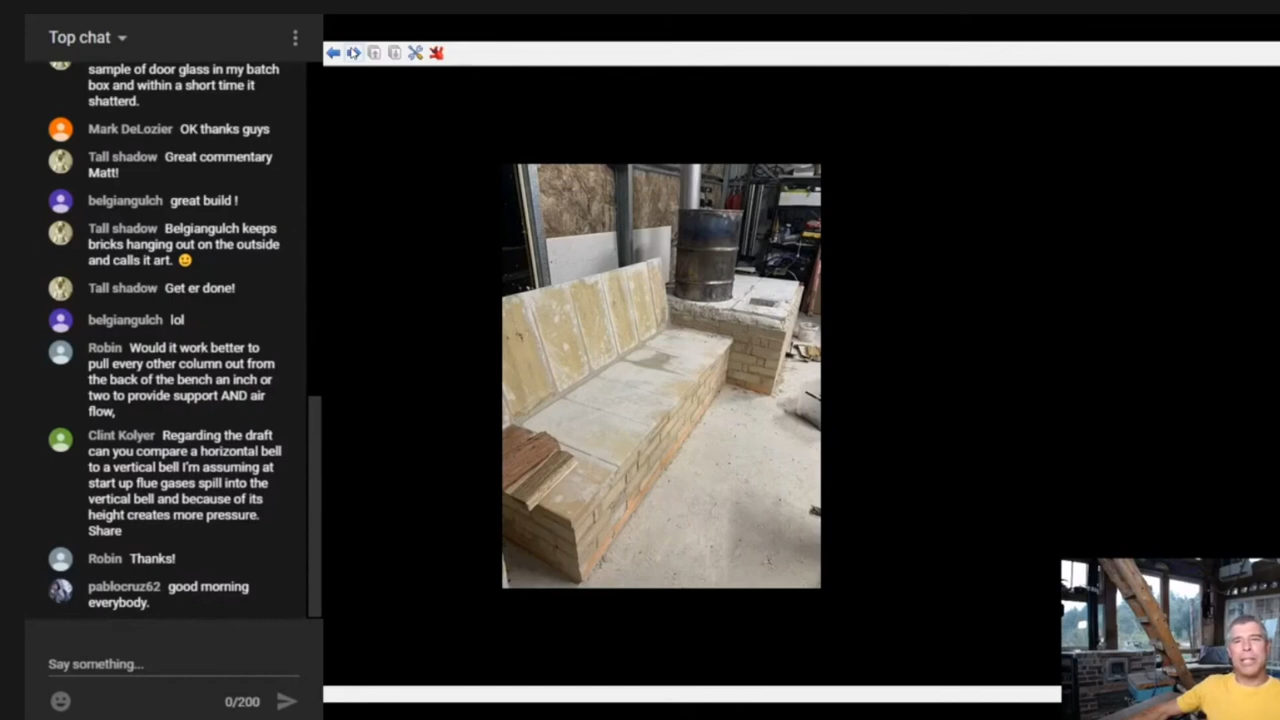 Top chat
sample of door glass in my batch
box and within a short time it
shatterd.
Mark DeLozier OK thanks guys
Tall shadow Great commentary
Matt!
belgiangulch great build !
Tall shadow Belgiangulch keeps
bricks hanging out on the outside
and calls it art.
Tall shadow Get er done!
belgiangulch lol
Robin Would it work better to
pull every other column out from
the back of the bench an inch or
two to provide support AND air
flow,
Clint Kolyer Regarding the draft
can you compare a horizontal bell
to a vertical bell I'm assuming at
start up flue gases spill into the
vertical bell and because of its
height creates more pressure.
Share
Robin Thanks!
pablocruz62 good morning
everybody.
Say something...
0/200